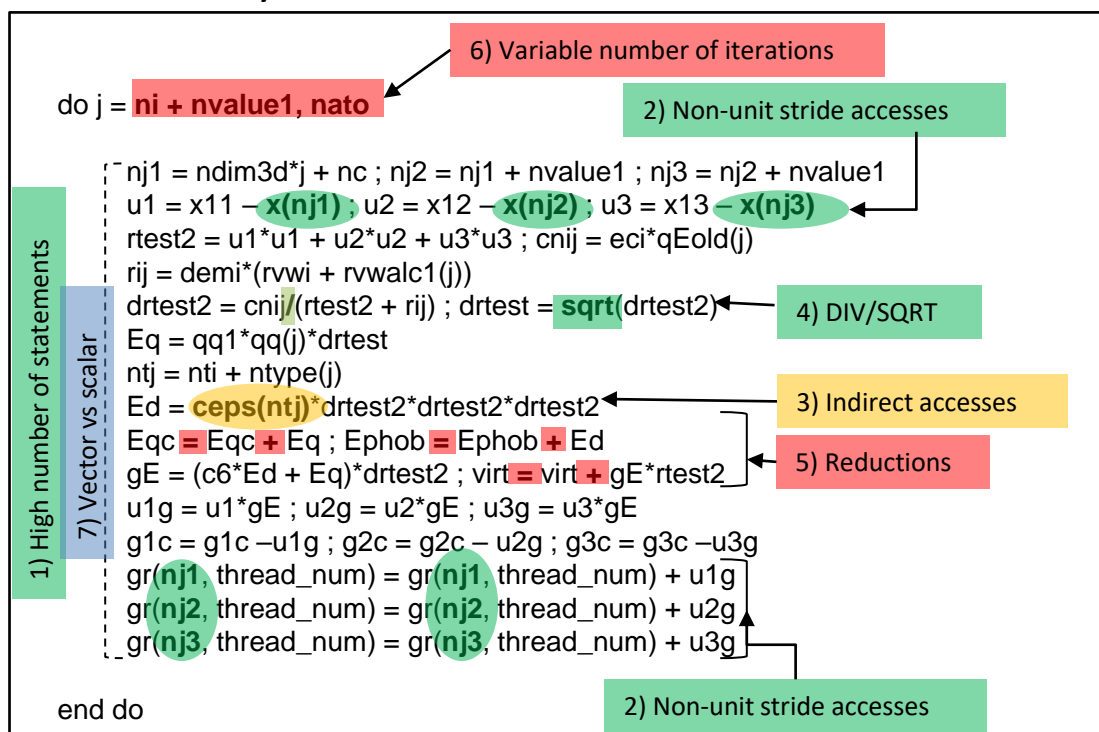 6) Variable number of iterations
do j = ni + nvalue1, nato
2) Non-unit stride accesses
nj1 = ndim3d*j + nc ; nj2 = nj1 + nvalue1 ; nj3 = nj2 + nvalue1
u1 = x11 – x(nj1) ; u2 = x12 – x(nj2) ; u3 = x13 – x(nj3)
rtest2 = u1*u1 + u2*u2 + u3*u3 ; cnij = eci*qEold(j)
rij = demi*(rvwi + rvwalc1(j))
drtest2 = cnij/(rtest2 + rij) ; drtest = sqrt(drtest2)
4) DIV/SQRT
Eq = qq1*qq(j)*drtest
ntj = nti + ntype(j)
Ed = ceps(ntj)*drtest2*drtest2*drtest2
3) Indirect accesses
Eqc = Eqc + Eq ; Ephob = Ephob + Ed
gE = (c6*Ed + Eq)*drtest2 ; virt = virt + gE*rtest2
5) Reductions
u1g = u1*gE ; u2g = u2*gE ; u3g = u3*gE
g1c = g1c –u1g ; g2c = g2c – u2g ; g3c = g3c –u3g
gr(nj1, thread_num) = gr(nj1, thread_num) + u1g
gr(nj2, thread_num) = gr(nj2, thread_num) + u2g
gr(nj3, thread_num) = gr(nj3, thread_num) + u3g
2) Non-unit stride accesses
end do
1) High number of statements
7) Vector vs scalar